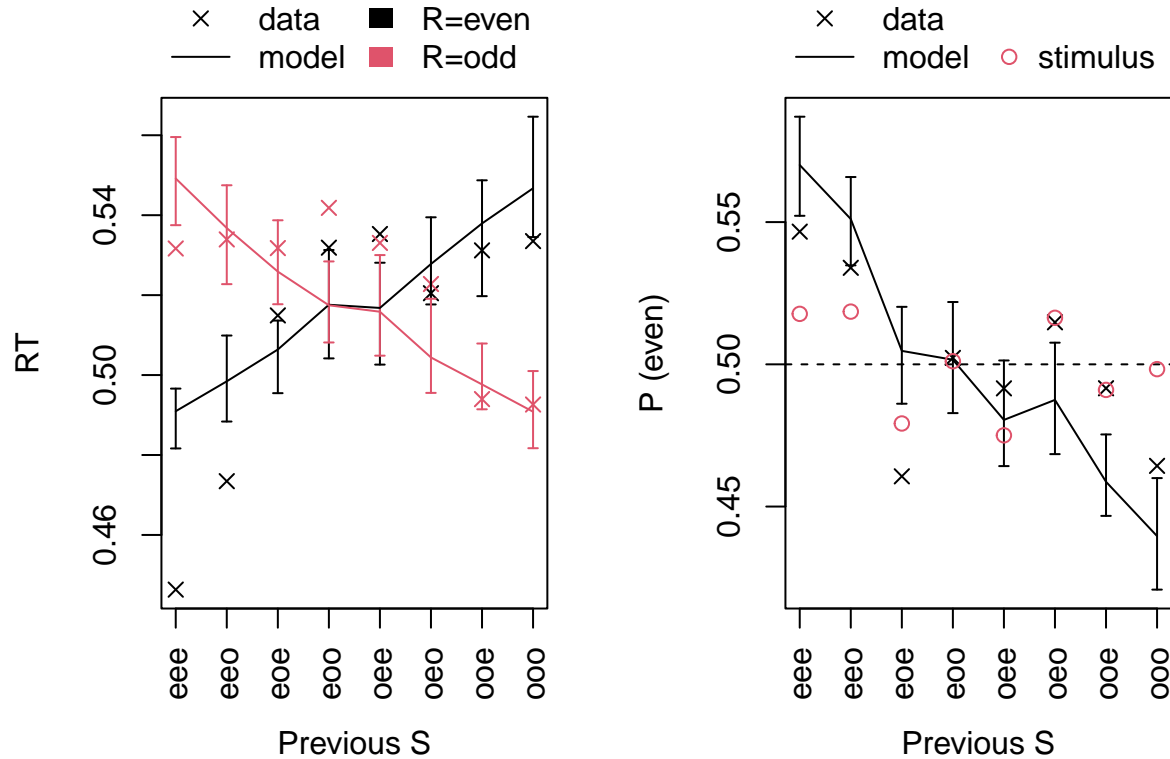 data R=even
model R=odd
RT
0.54
0.50
0.46
eee eeo eoe eoo oee oeo ooe ooo
Previous S
data
model stimulus
P (even)
0.55
0.50
0.45
eee eeo eoe eoo oee oeo ooe ooo
Previous S